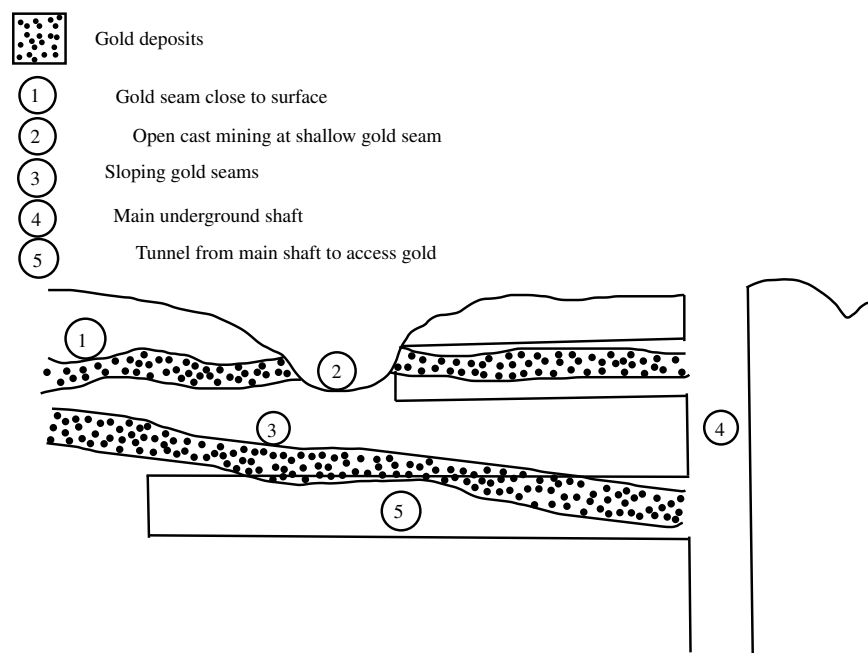 Gold deposits
1 Gold seam close to surface
2 Open cast mining at shallow gold seam
3 Sloping gold seams
4 Main underground shaft
5 Tunnel from main shaft to access gold
1
2
3
4
5